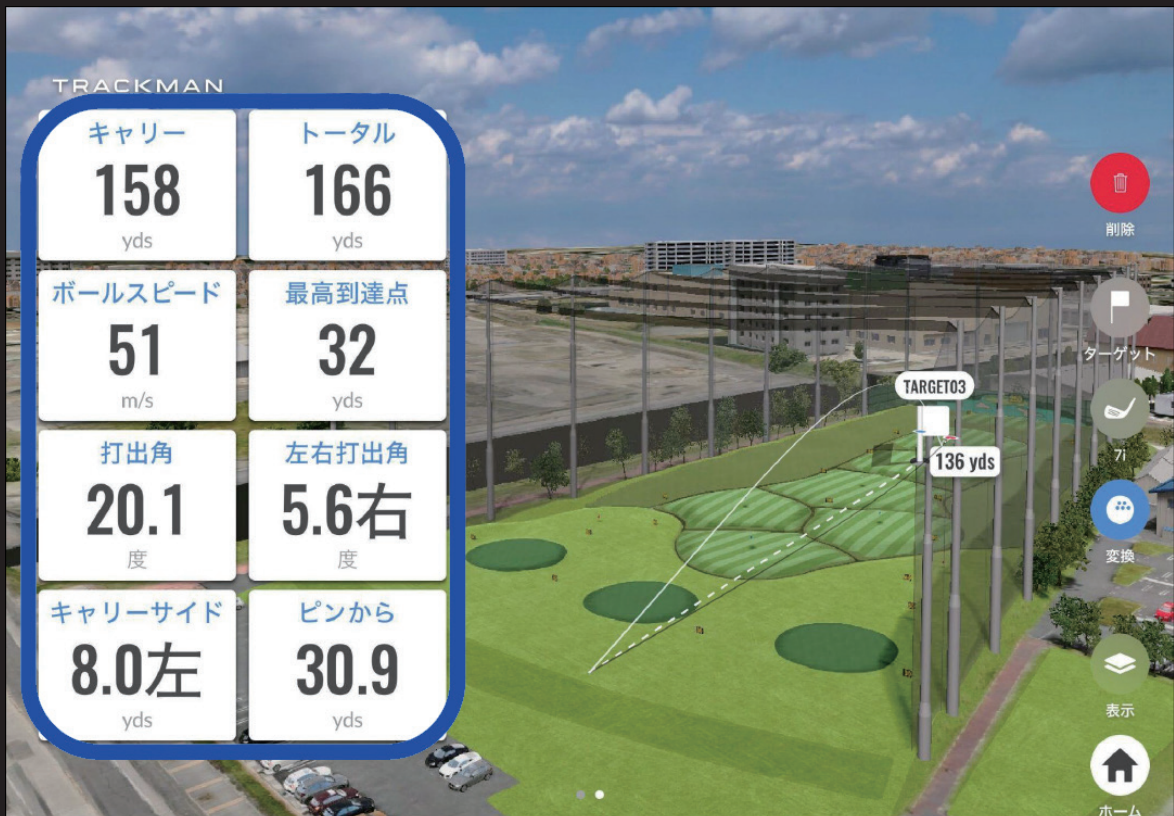 TRACKMAN
キャリー
158
yds
トータル
166
yds
ボールスピード
51
m/s
最高到達点
32
yds
打出角
20.1
度
左右打出角
5.6右
度
キャリーサイド
8.0左
yds
ピンから
30.9
yds
TARGET03
136 yds
削除
ターゲット
7i
変換
表示
ホーム